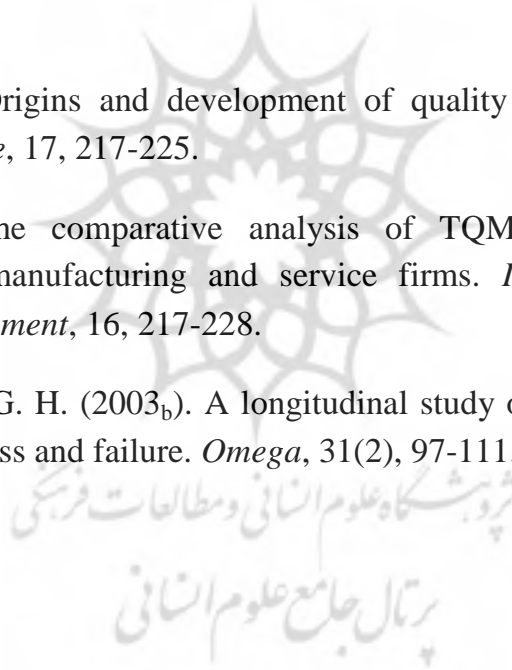 rigins and development of quality
e, 17, 217-225.
he comparative analysis of TQM
manufacturing and service firms. I
ment, 16, 217-228.
G. H. (2003b). A longitudinal study o
ss and failure. Omega, 31(2), 97-111.
پژوهشگاه علوم انسانی و مطالعات فرهنگی
پرتال جامع علوم انسانی